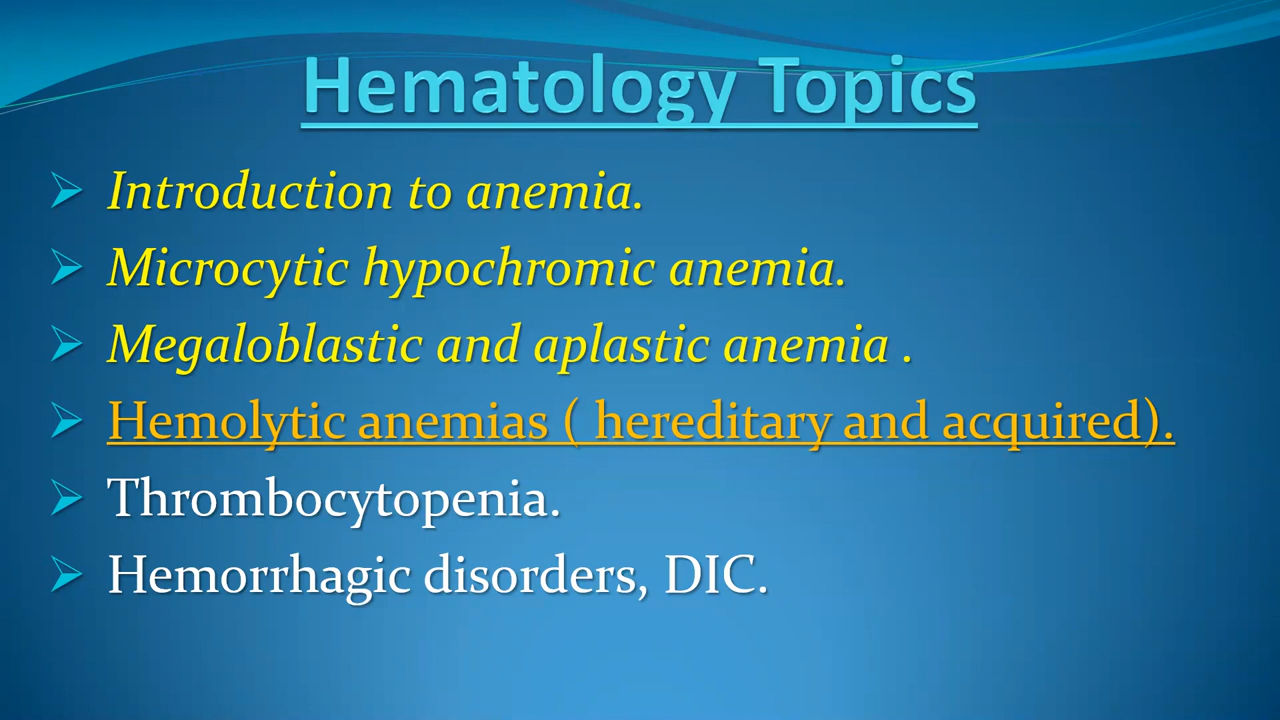 Hematology Topics
Introduction to anemia.
Microcytic hypochromic anemia.
Megaloblastic and aplastic anemia .
Hemolytic anemias ( hereditary and acquired).
Thrombocytopenia.
Hemorrhagic disorders, DIC.